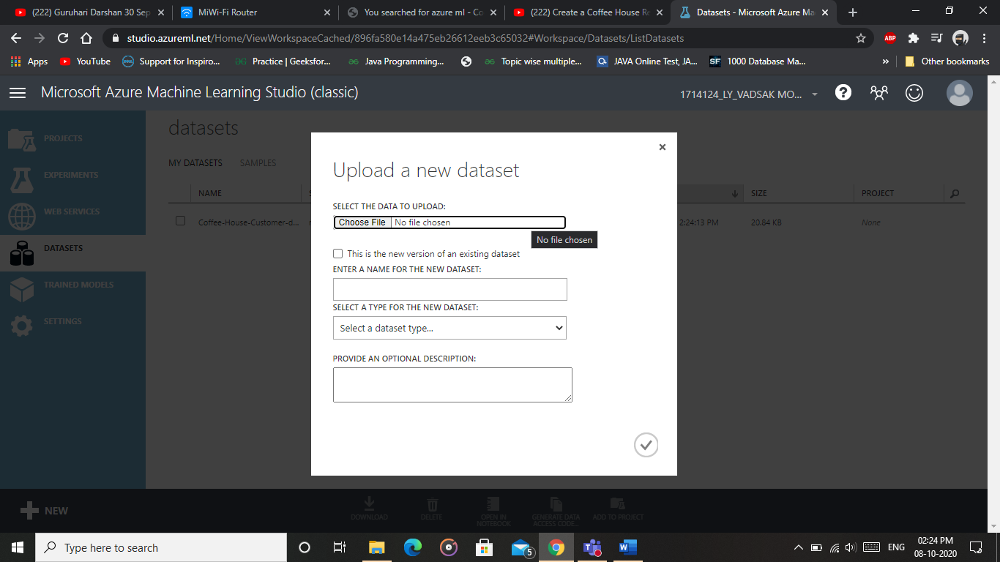 (222) Guruhari Darshan 30 Sep
MiWi-Fi Router
You searched for azure ml - Co
(222) Create a Coffee House Re
Datasets - Microsoft Azure Ma
studio.azureml.net/Home/ViewWorkspaceCached/896fa580e14a475eb26612eeb3c65032#Workspace/Datasets/ListDatasets
ABP
Apps
YouTube
Support for Inspiro...
Practice | Geeksfor...
Java Programming...
Topic wise multiple...
JAVA Online Test, JA...
SF
1000 Database Ma...
»
Other bookmarks
Microsoft Azure Machine Learning Studio (classic)
1714124_LY_VADSAK MO...
PROJECTS
EXPERIMENTS
WEB SERVICES
DATASETS
TRAINED MODELS
SETTINGS
datasets
MY DATASETS
SAMPLES
NAME
SIZE
PROJECT
Coffee-House-Customer-d...
2:24:13 PM
20.84 KB
None
Upload a new dataset
SELECT THE DATA TO UPLOAD:
Choose File No file chosen
No file chosen
This is the new version of an existing dataset
ENTER A NAME FOR THE NEW DATASET:
SELECT A TYPE FOR THE NEW DATASET:
Select a dataset type...
PROVIDE AN OPTIONAL DESCRIPTION:
NEW
DOWNLOAD
DELETE
OPEN IN
NOTEBOOK
GENERATE DATA
ACCESS CODE...
ADD TO PROJECT
Type here to search
5
ENG
02:24 PM
08-10-2020